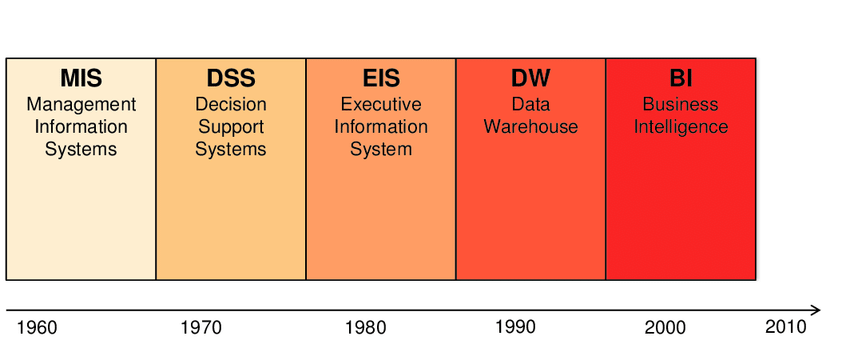 MIS
Management
Information
Systems
DSS
Decision
Support
Systems
EIS
Executive
Information
System
DW
Data
Warehouse
BI
Business
Intelligence
1960
1970
1980
1990
2000
2010